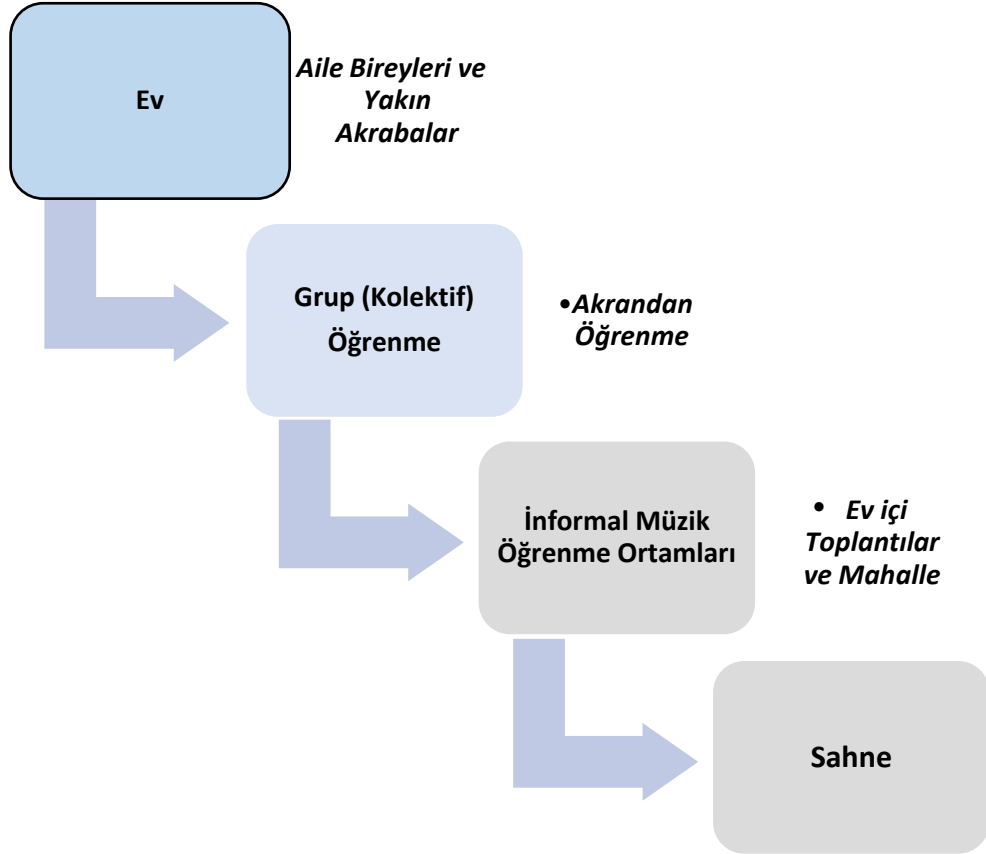 Ev
Aile Bireyleri ve
Yakın
Akrabalar
Grup (Kolektif)
Öğrenme
•Akrandan
Öğrenme
İnformal Müzik
Öğrenme Ortamları
• Ev içi
Toplantılar
ve Mahalle
Sahne